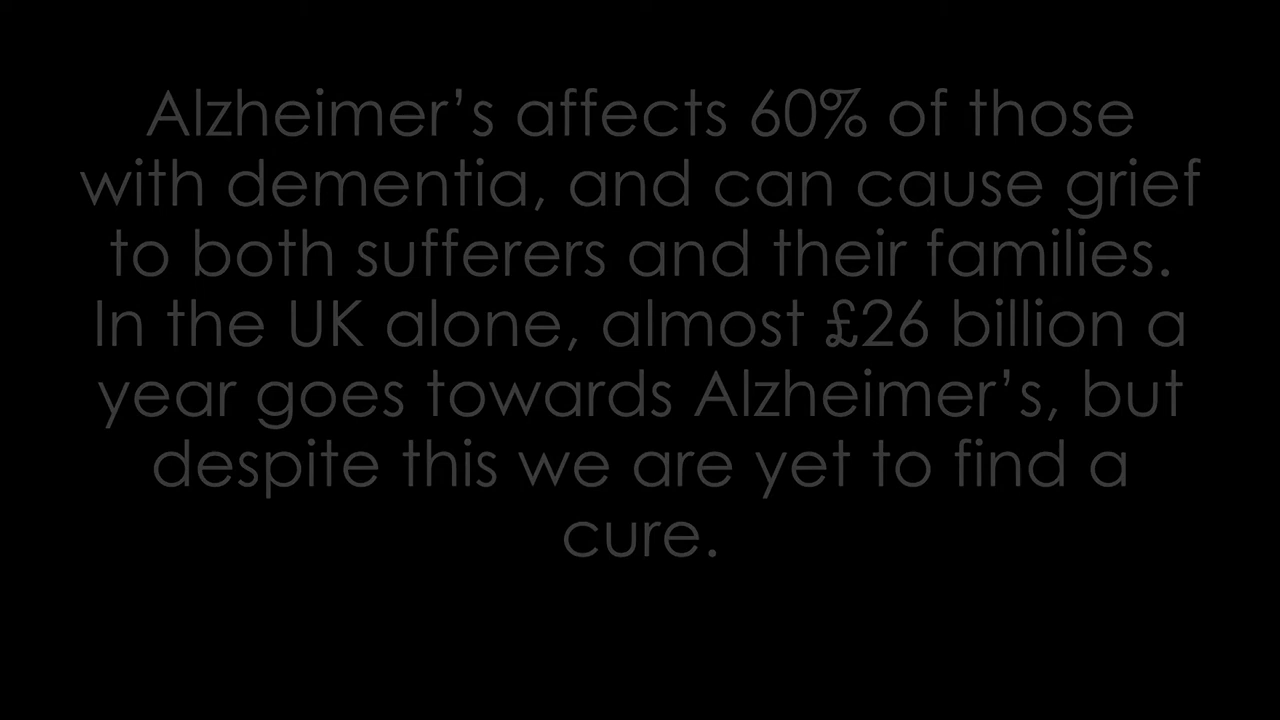 Alzheimer’s affects 60% of those
with dementia, and can cause grief
to both sufferers and their families.
In the UK alone, almost £26 billion a
year goes towards Alzheimer’s, but
despite this we are yet to find a
cure.